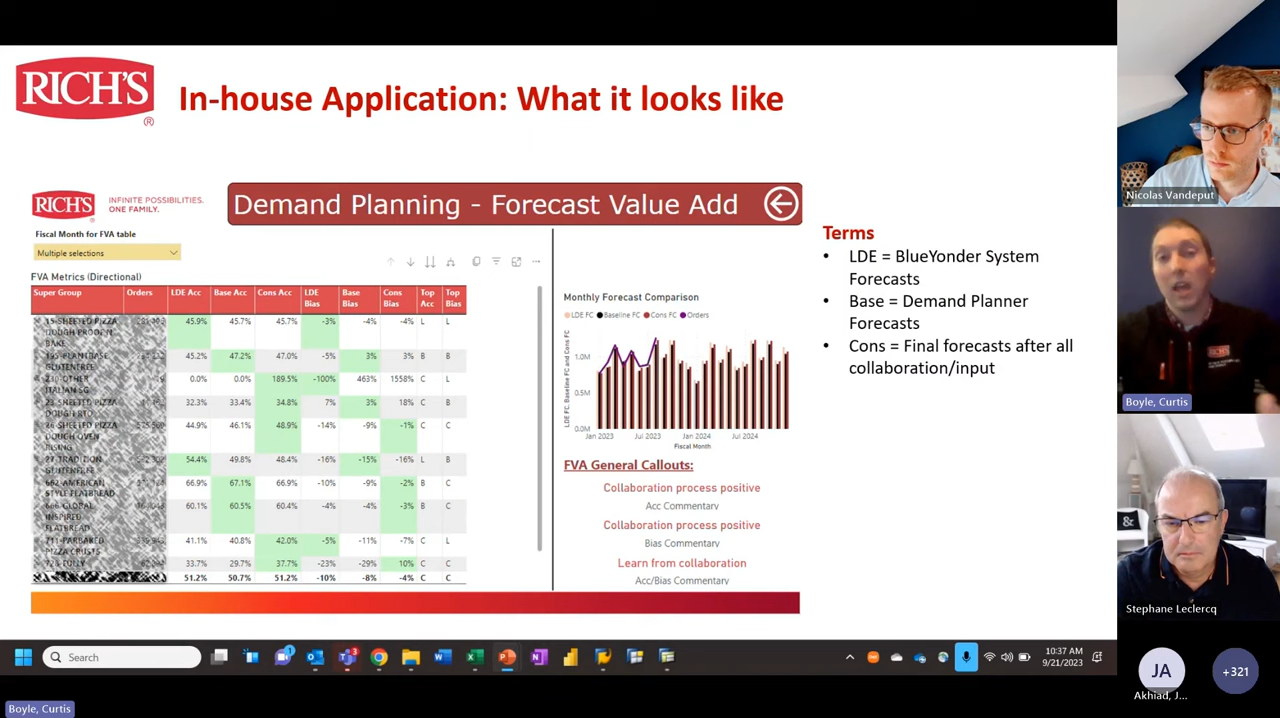 RICH'S
®
In-house Application: What it looks like
RICH'S
INFINITE POSSIBILITIES.
ONE FAMILY.
Demand Planning - Forecast Value Add
Fiscal Month for FVA table
Multiple selections
FVA Metrics (Directional)
Super Group Orders LDE Acc Base Acc Cons Acc LDE Bias Base Bias Cons Bias Top Acc Top Bias
45.9% 45.7% 45.7% -3% -4% -4% L L
45.2% 47.2% 47.0% -5% 3% 3% B B
0.0% 0.0% 189.5% -100% 463% 1558% C L
32.3% 33.4% 34.8% 7% 3% 18% C B
44.9% 46.1% 48.9% -14% -9% -1% C C
54.4% 49.8% 48.4% -16% -15% -16% L B
66.9% 67.1% 66.9% -10% -9% -2% B C
60.1% 60.5% 60.4% -4% -4% -3% B C
41.1% 40.8% 42.0% -5% -11% -7% C L
33.7% 29.7% 37.7% -23% -29% 10% C C
51.2% 50.7% 51.2% -10% -8% -4% C C
Monthly Forecast Comparison
LDE FC Baseline FC Cons FC Orders
LDE FC, Baseline FC and Cons FC
1.0M
0.5M
0.0M
Jan 2023 Jul 2023 Jan 2024 Jul 2024
Fiscal Month
FVA General Callouts:
Collaboration process positive
Acc Commentary
Collaboration process positive
Bias Commentary
Learn from collaboration
Acc/Bias Commentary
Terms
• LDE = BlueYonder System
Forecasts
• Base = Demand Planner
Forecasts
• Cons = Final forecasts after all
collaboration/input
Nicolas Vandeput
Boyle, Curtis
Stephane Leclercq
JA
Akhiad, J...
+321
Search
1
3
10:37 AM
9/21/2023
Boyle, Curtis